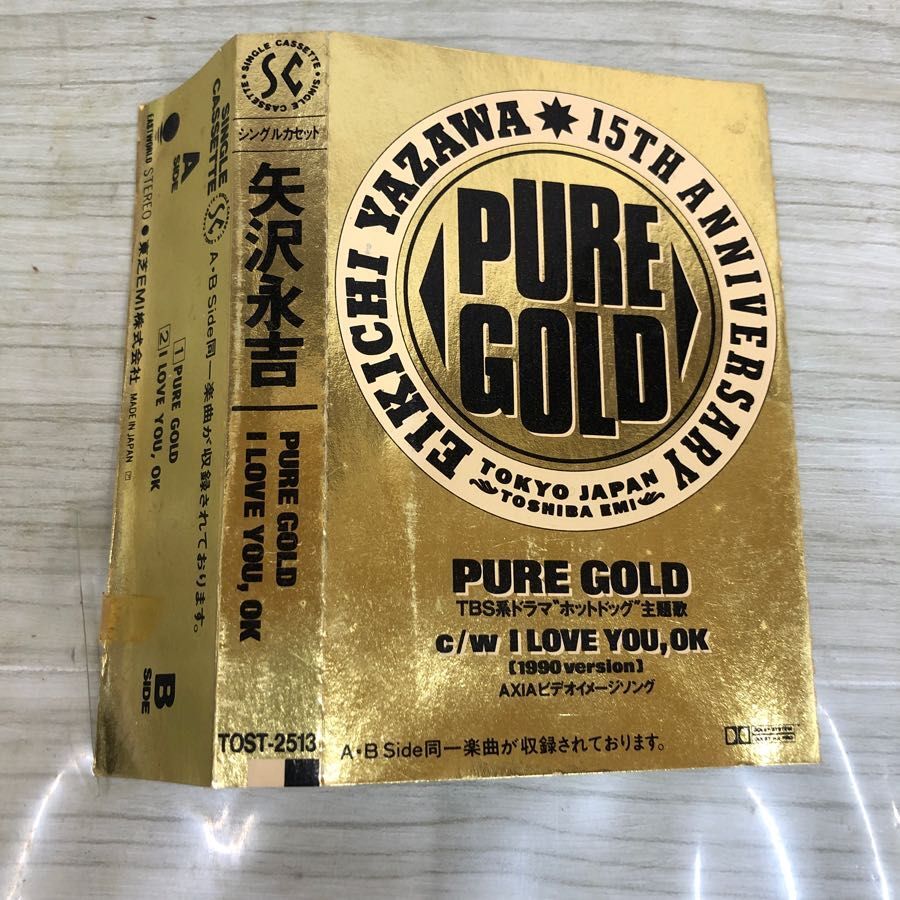 SINGLE CASSETTE • SINGLE CASSETTE •
SC
シングルカセット
矢沢永吉
PURE GOLD
I LOVE YOU, OK
TOST-2513
EIKICHI YAZAWA ✷ 15TH ANNIVERSARY
PURE
GOLD
TOKYO JAPAN
TOSHIBA EMI
PURE GOLD
TBS系ドラマ"ホットドッグ"主題歌
c/w I LOVE YOU, OK
[1990 version]
AXIAビデオイメージソング
A・B Side同一楽曲が収録されております。
SINGLE
CASSETTE
SC
A・B Side同一楽曲が収録されております。
A
SIDE
1 PURE GOLD
2 I LOVE YOU, OK
B
SIDE
EASTWORLD STEREO ● 東芝EMI株式会社 MADE IN JAPAN